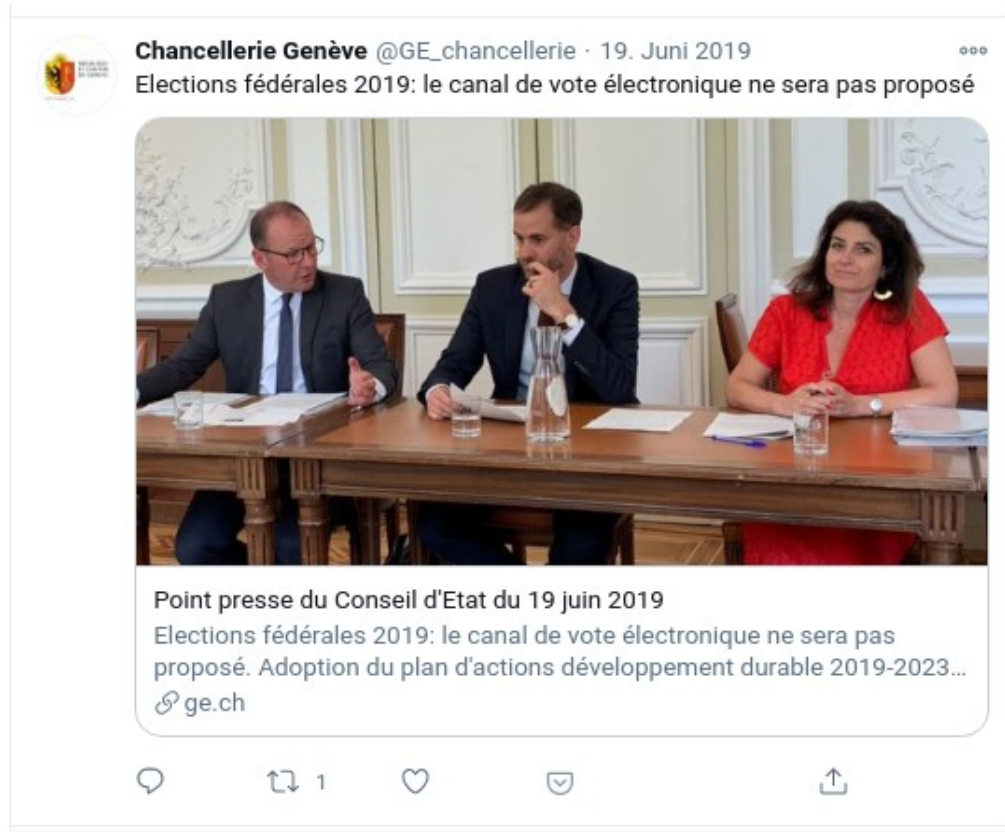 Chancellerie Genève @GE_chancellerie · 19. Juni 2019
Elections fédérales 2019: le canal de vote électronique ne sera pas proposé
Point presse du Conseil d'Etat du 19 juin 2019
Elections fédérales 2019: le canal de vote électronique ne sera pas
proposé. Adoption du plan d'actions développement durable 2019-2023...
ge.ch
1